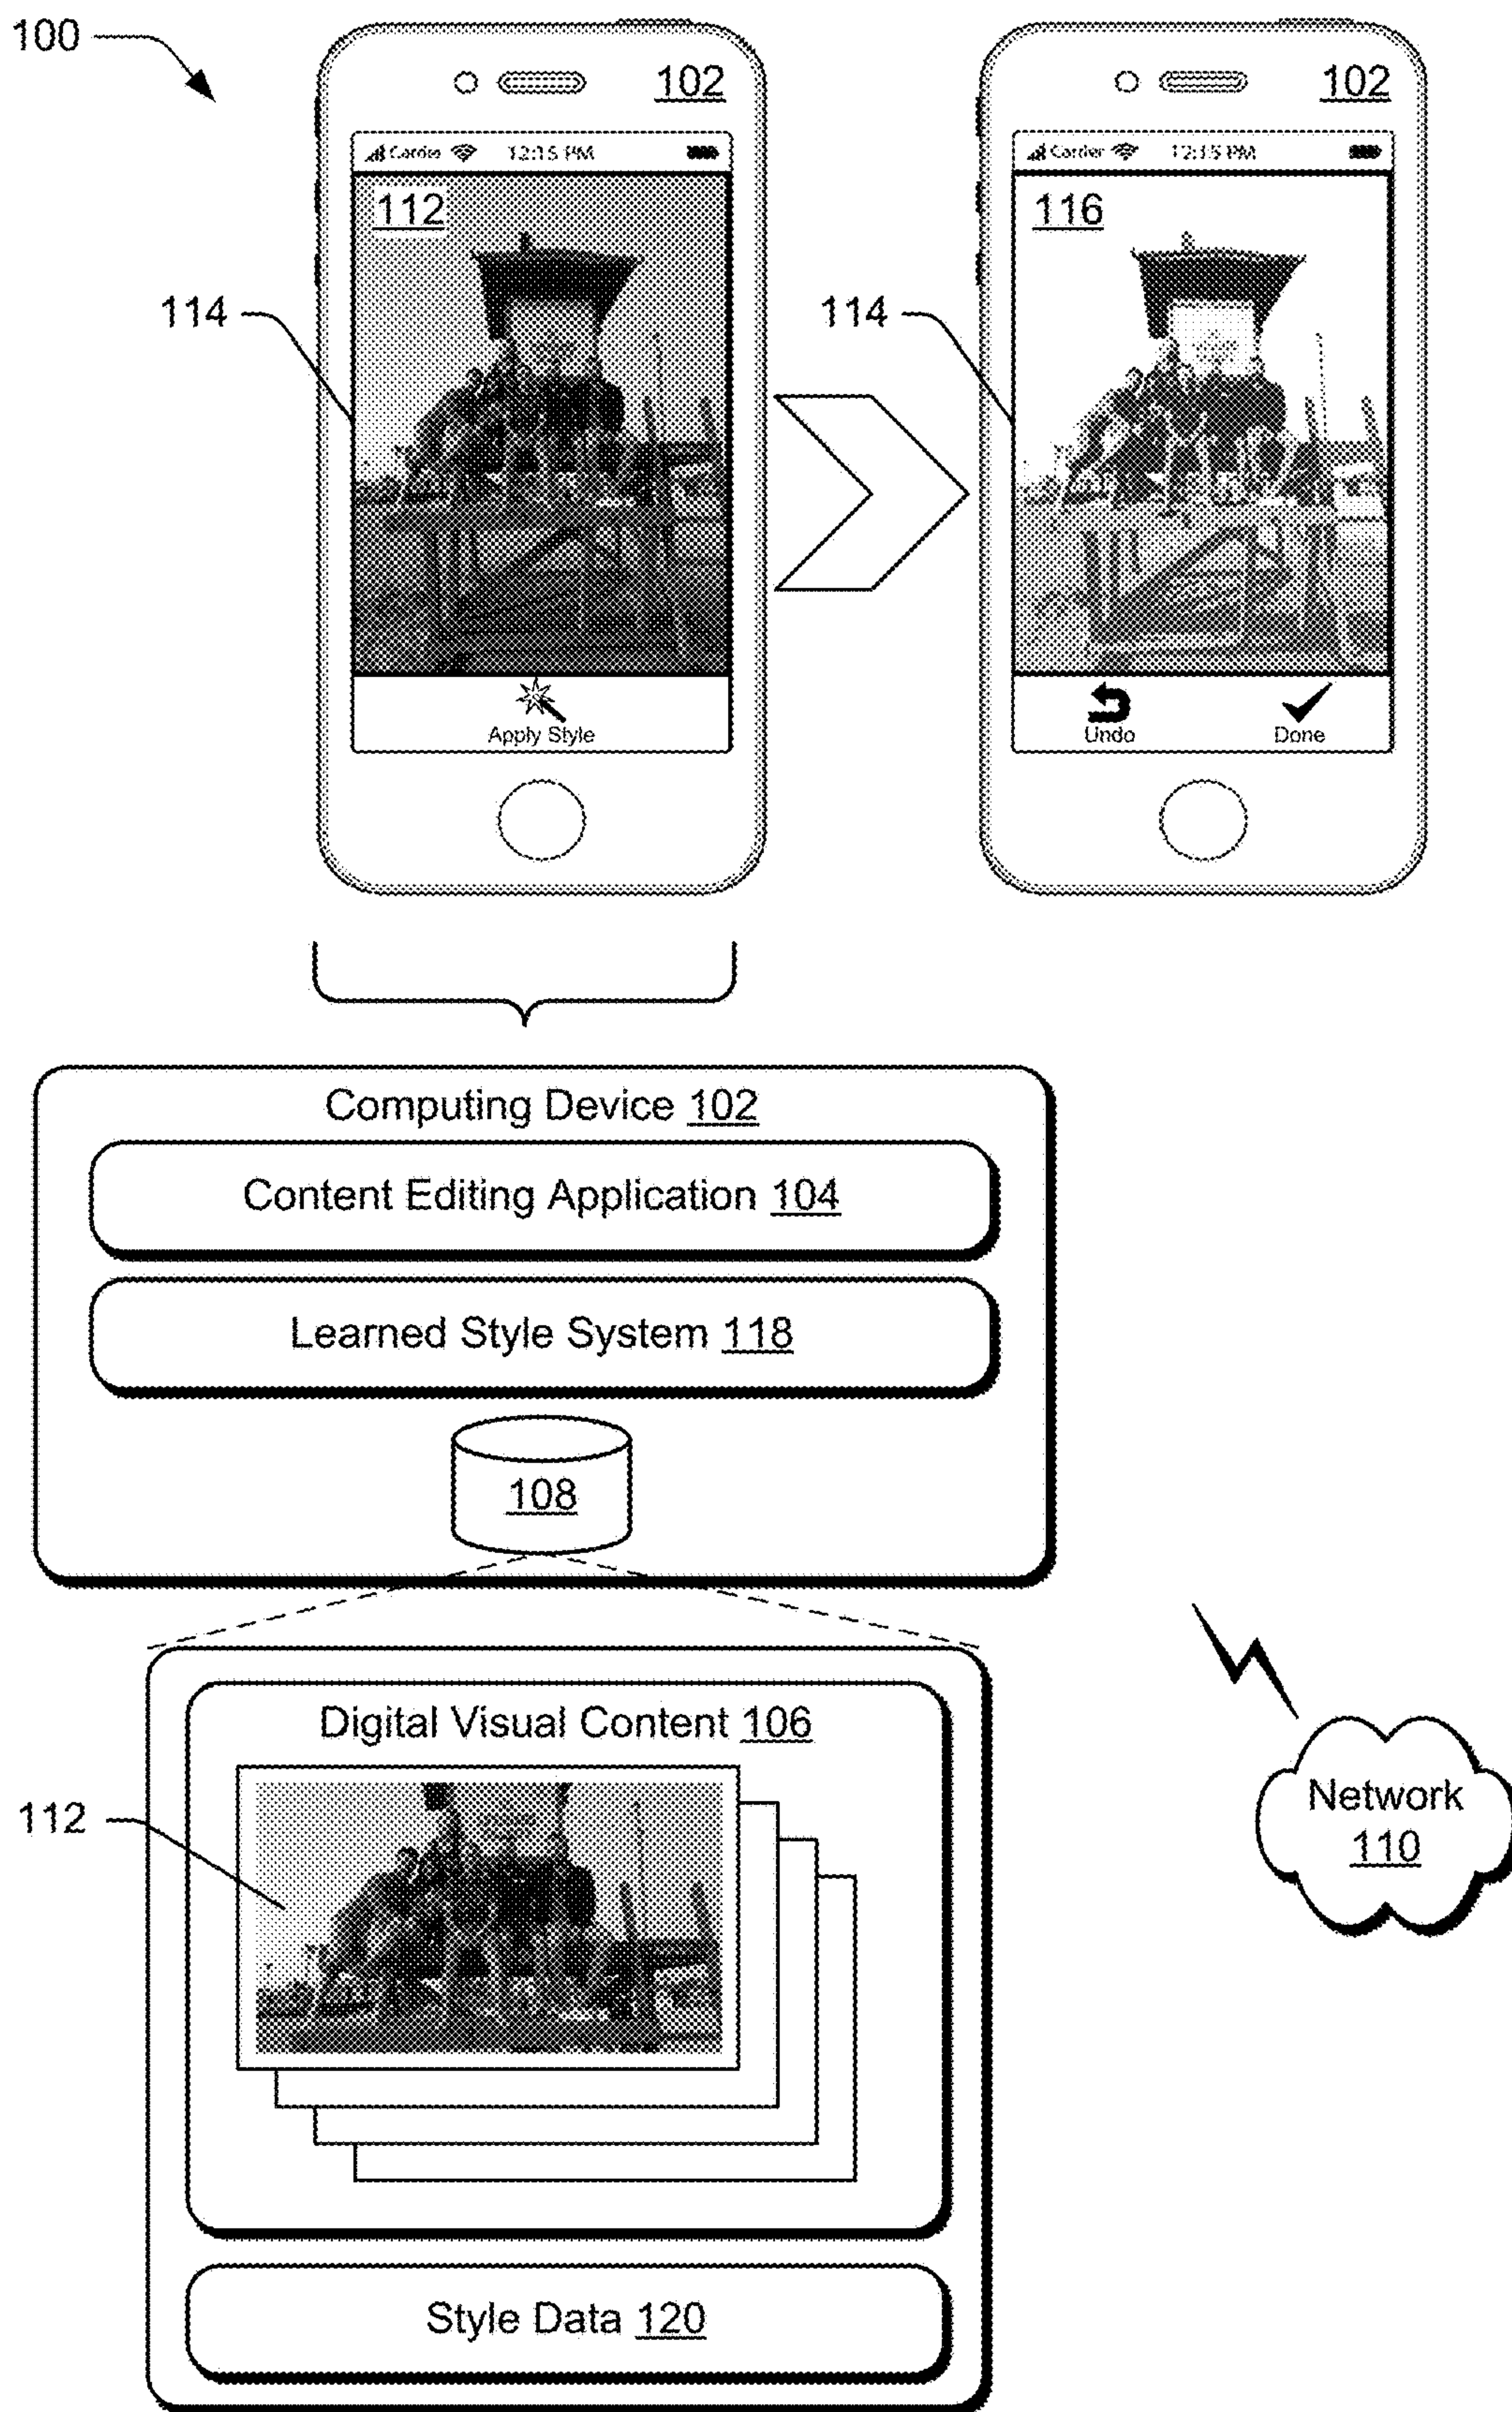 100
102
102
Carrier 12:15 PM
Carrier 12:15 PM
112
116
114
114
Apply Style
Undo
Done
Computing Device 102
Content Editing Application 104
Learned Style System 118
108
Digital Visual Content 106
112
Network
110
Style Data 120